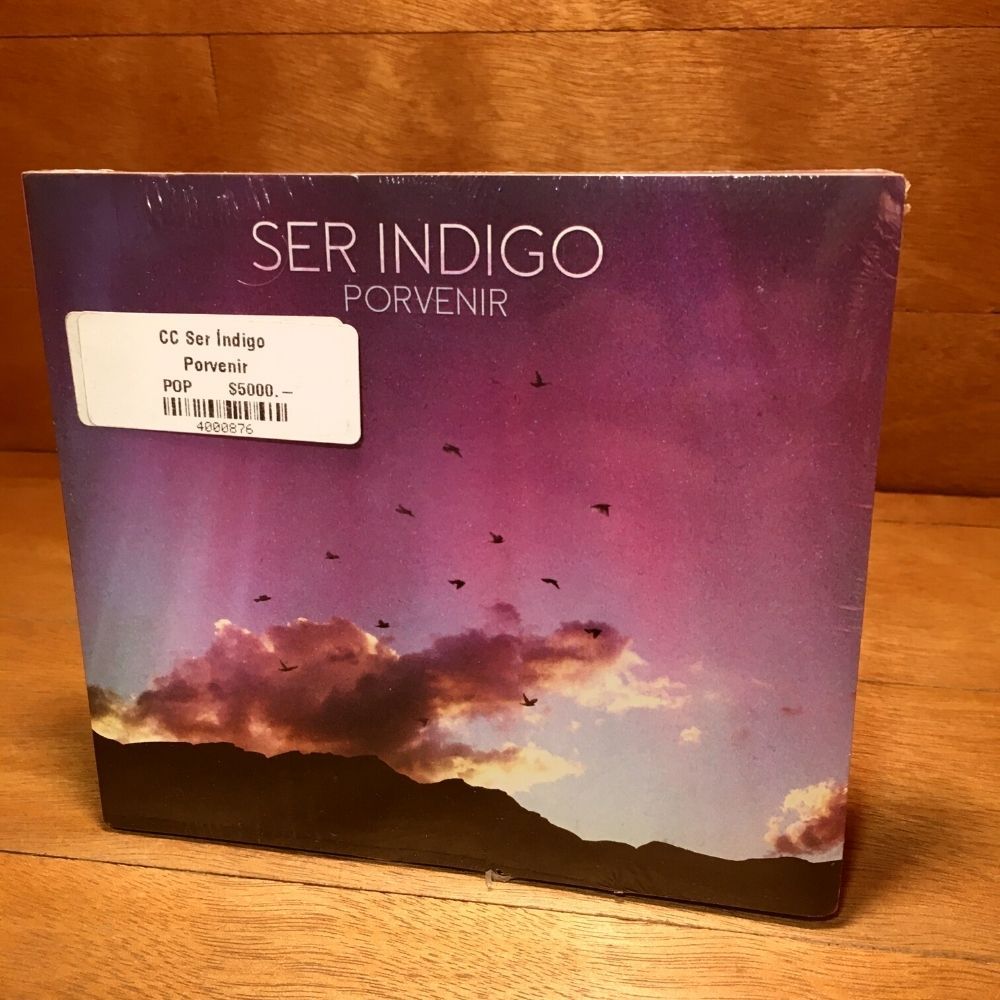 SER INDIGO
PORVENIR
CC Ser Índigo
Porvenir
POP $5000.—
4000876